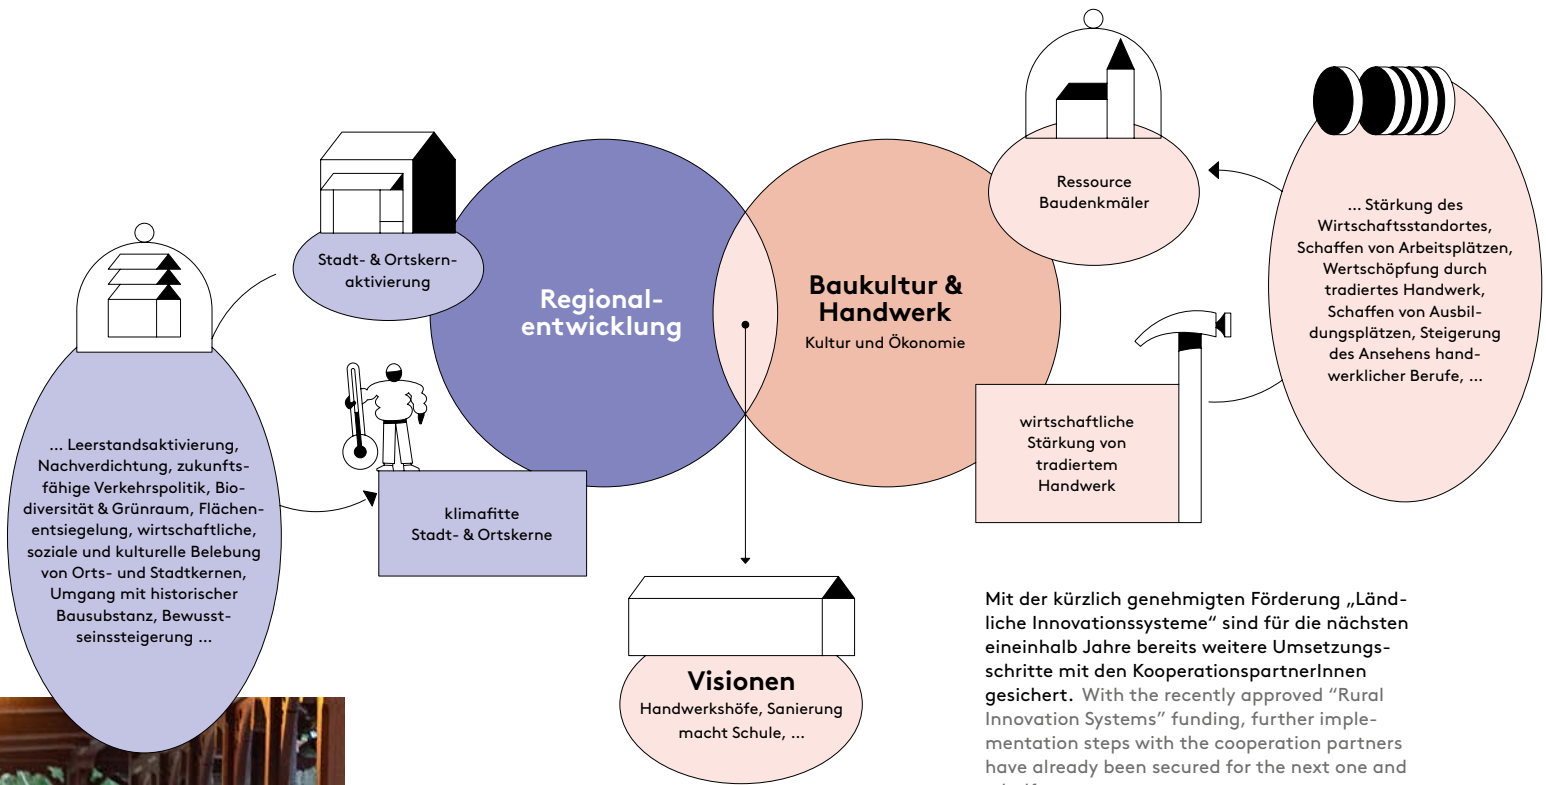 Stadt- & Ortskern-
aktivierung
Regional-
entwicklung
Baukultur &
Handwerk
Kultur und Ökonomie
Ressource
Baudenkmäler
... Stärkung des
Wirtschaftsstandortes,
Schaffen von Arbeitsplätzen,
Wertschöpfung durch
tradiertes Handwerk,
Schaffen von Ausbil-
dungsplätzen, Steigerung
des Ansehens hand-
werklicher Berufe, ...
... Leerstandsaktivierung,
Nachverdichtung, zukunfts-
fähige Verkehrspolitik, Bio-
diversität & Grünraum, Flächen-
entsiegelung, wirtschaftliche,
soziale und kulturelle Belebung
von Orts- und Stadtkernen,
Umgang mit historischer
Bausubstanz, Bewusst-
seinssteigerung ...
klimafitte
Stadt- & Ortskerne
wirtschaftliche
Stärkung von
tradiertem
Handwerk
Visionen
Handwerkshöfe, Sanierung
macht Schule, ...
Mit der kürzlich genehmigten Förderung „Länd-
liche Innovationssysteme“ sind für die nächsten
eineinhalb Jahre bereits weitere Umsetzungs-
schritte mit den KooperationspartnerInnen
gesichert. With the recently approved “Rural
Innovation Systems” funding, further imple-
mentation steps with the cooperation partners
have already been secured for the next one and